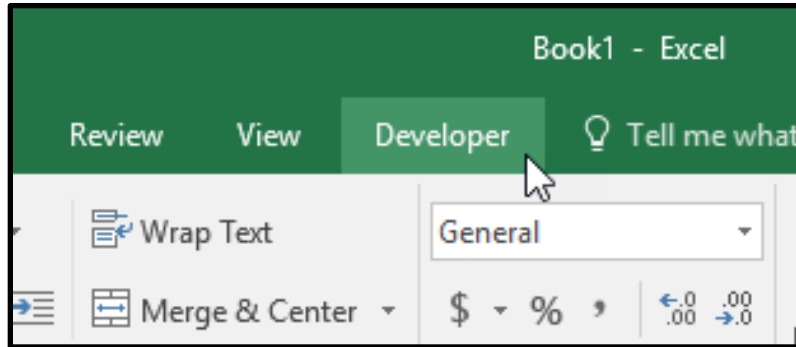 Book1 - Excel
Review View Developer Tell me what
Wrap Text General
Merge & Center $ % , .0 .00 .00 .0